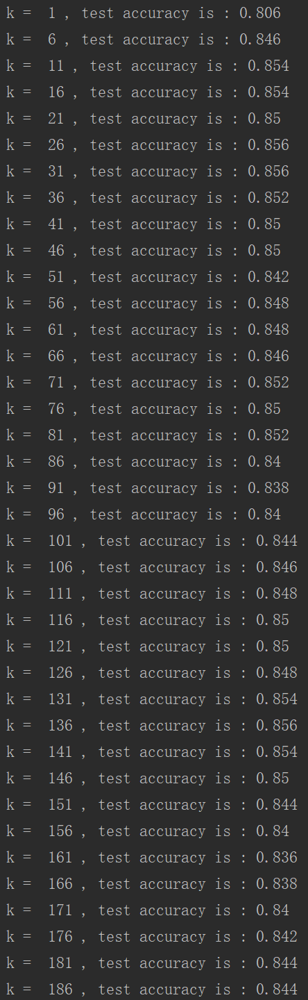 k =  1 , test accuracy is : 0.806
k =  6 , test accuracy is : 0.846
k =  11 , test accuracy is : 0.854
k =  16 , test accuracy is : 0.854
k =  21 , test accuracy is : 0.85
k =  26 , test accuracy is : 0.856
k =  31 , test accuracy is : 0.856
k =  36 , test accuracy is : 0.852
k =  41 , test accuracy is : 0.85
k =  46 , test accuracy is : 0.85
k =  51 , test accuracy is : 0.842
k =  56 , test accuracy is : 0.848
k =  61 , test accuracy is : 0.848
k =  66 , test accuracy is : 0.846
k =  71 , test accuracy is : 0.852
k =  76 , test accuracy is : 0.85
k =  81 , test accuracy is : 0.852
k =  86 , test accuracy is : 0.84
k =  91 , test accuracy is : 0.838
k =  96 , test accuracy is : 0.84
k =  101 , test accuracy is : 0.844
k =  106 , test accuracy is : 0.846
k =  111 , test accuracy is : 0.848
k =  116 , test accuracy is : 0.85
k =  121 , test accuracy is : 0.85
k =  126 , test accuracy is : 0.848
k =  131 , test accuracy is : 0.854
k =  136 , test accuracy is : 0.856
k =  141 , test accuracy is : 0.854
k =  146 , test accuracy is : 0.85
k =  151 , test accuracy is : 0.844
k =  156 , test accuracy is : 0.84
k =  161 , test accuracy is : 0.836
k =  166 , test accuracy is : 0.838
k =  171 , test accuracy is : 0.84
k =  176 , test accuracy is : 0.842
k =  181 , test accuracy is : 0.844
k =  186 , test accuracy is : 0.844